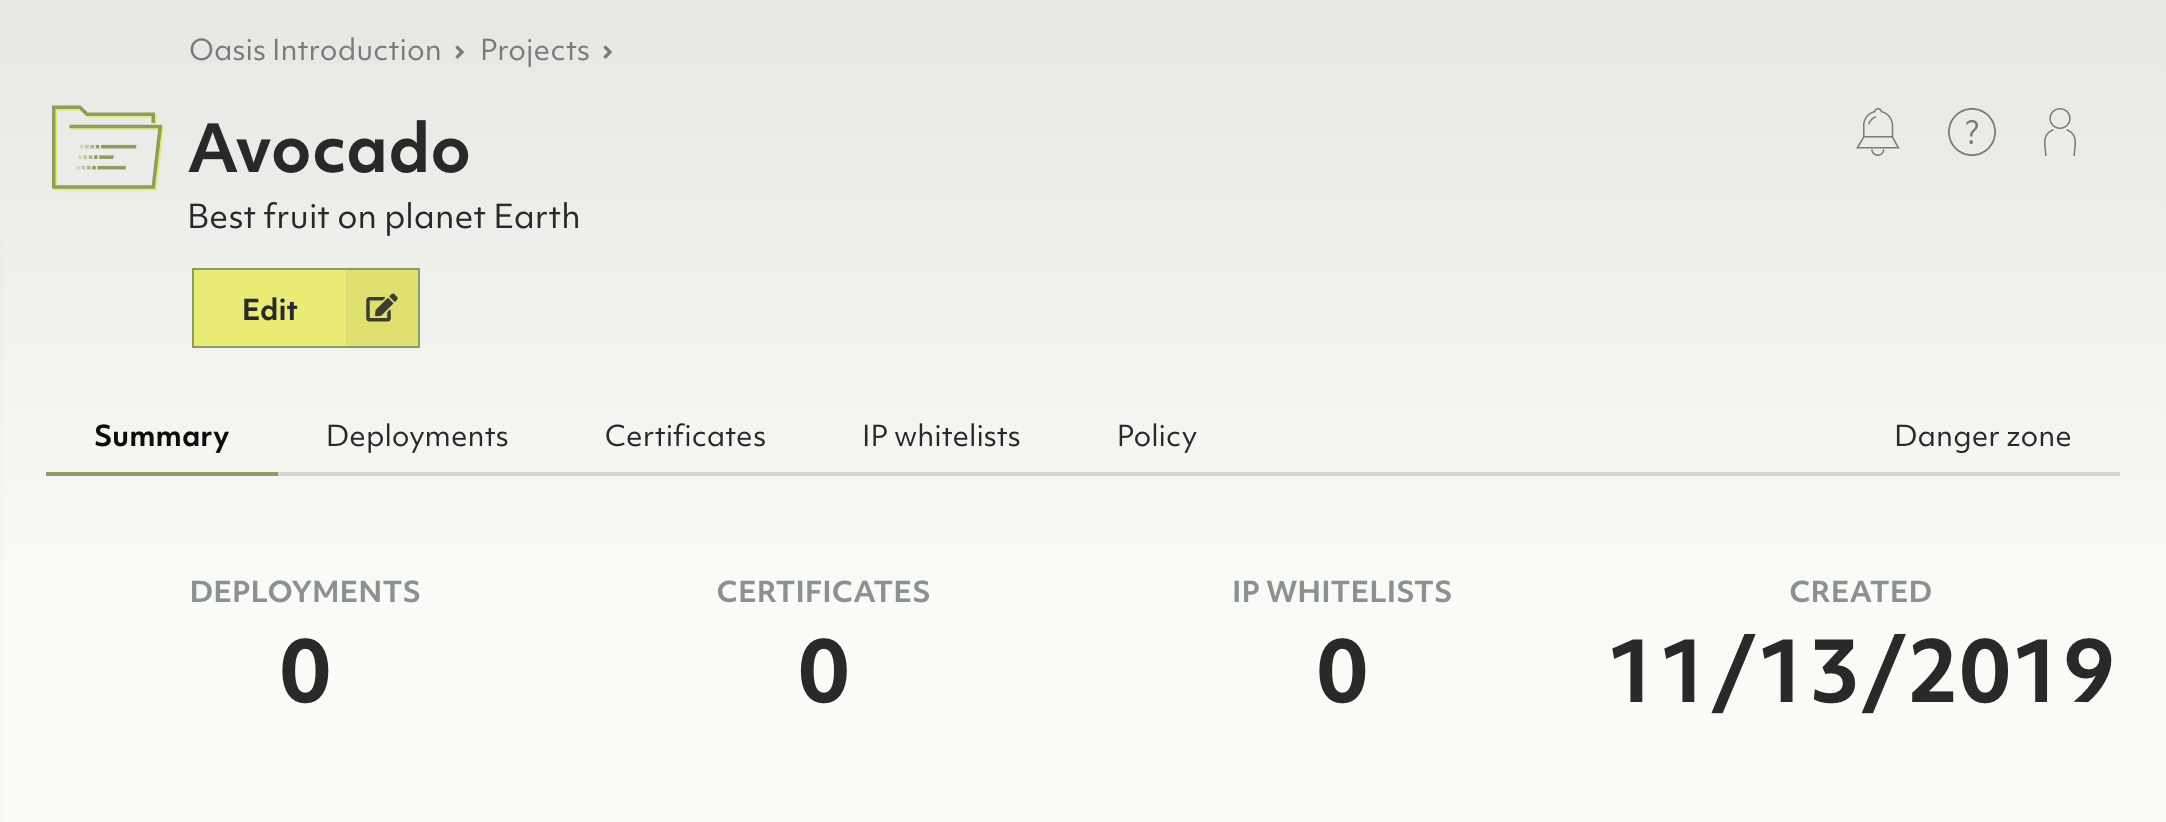 Oasis Introduction > Projects >
Avocado
Best fruit on planet Earth
Edit
Summary Deployments Certificates IP whitelists Policy Danger zone
DEPLOYMENTS CERTIFICATES IP WHITELISTS CREATED
0 0 0 11/13/2019